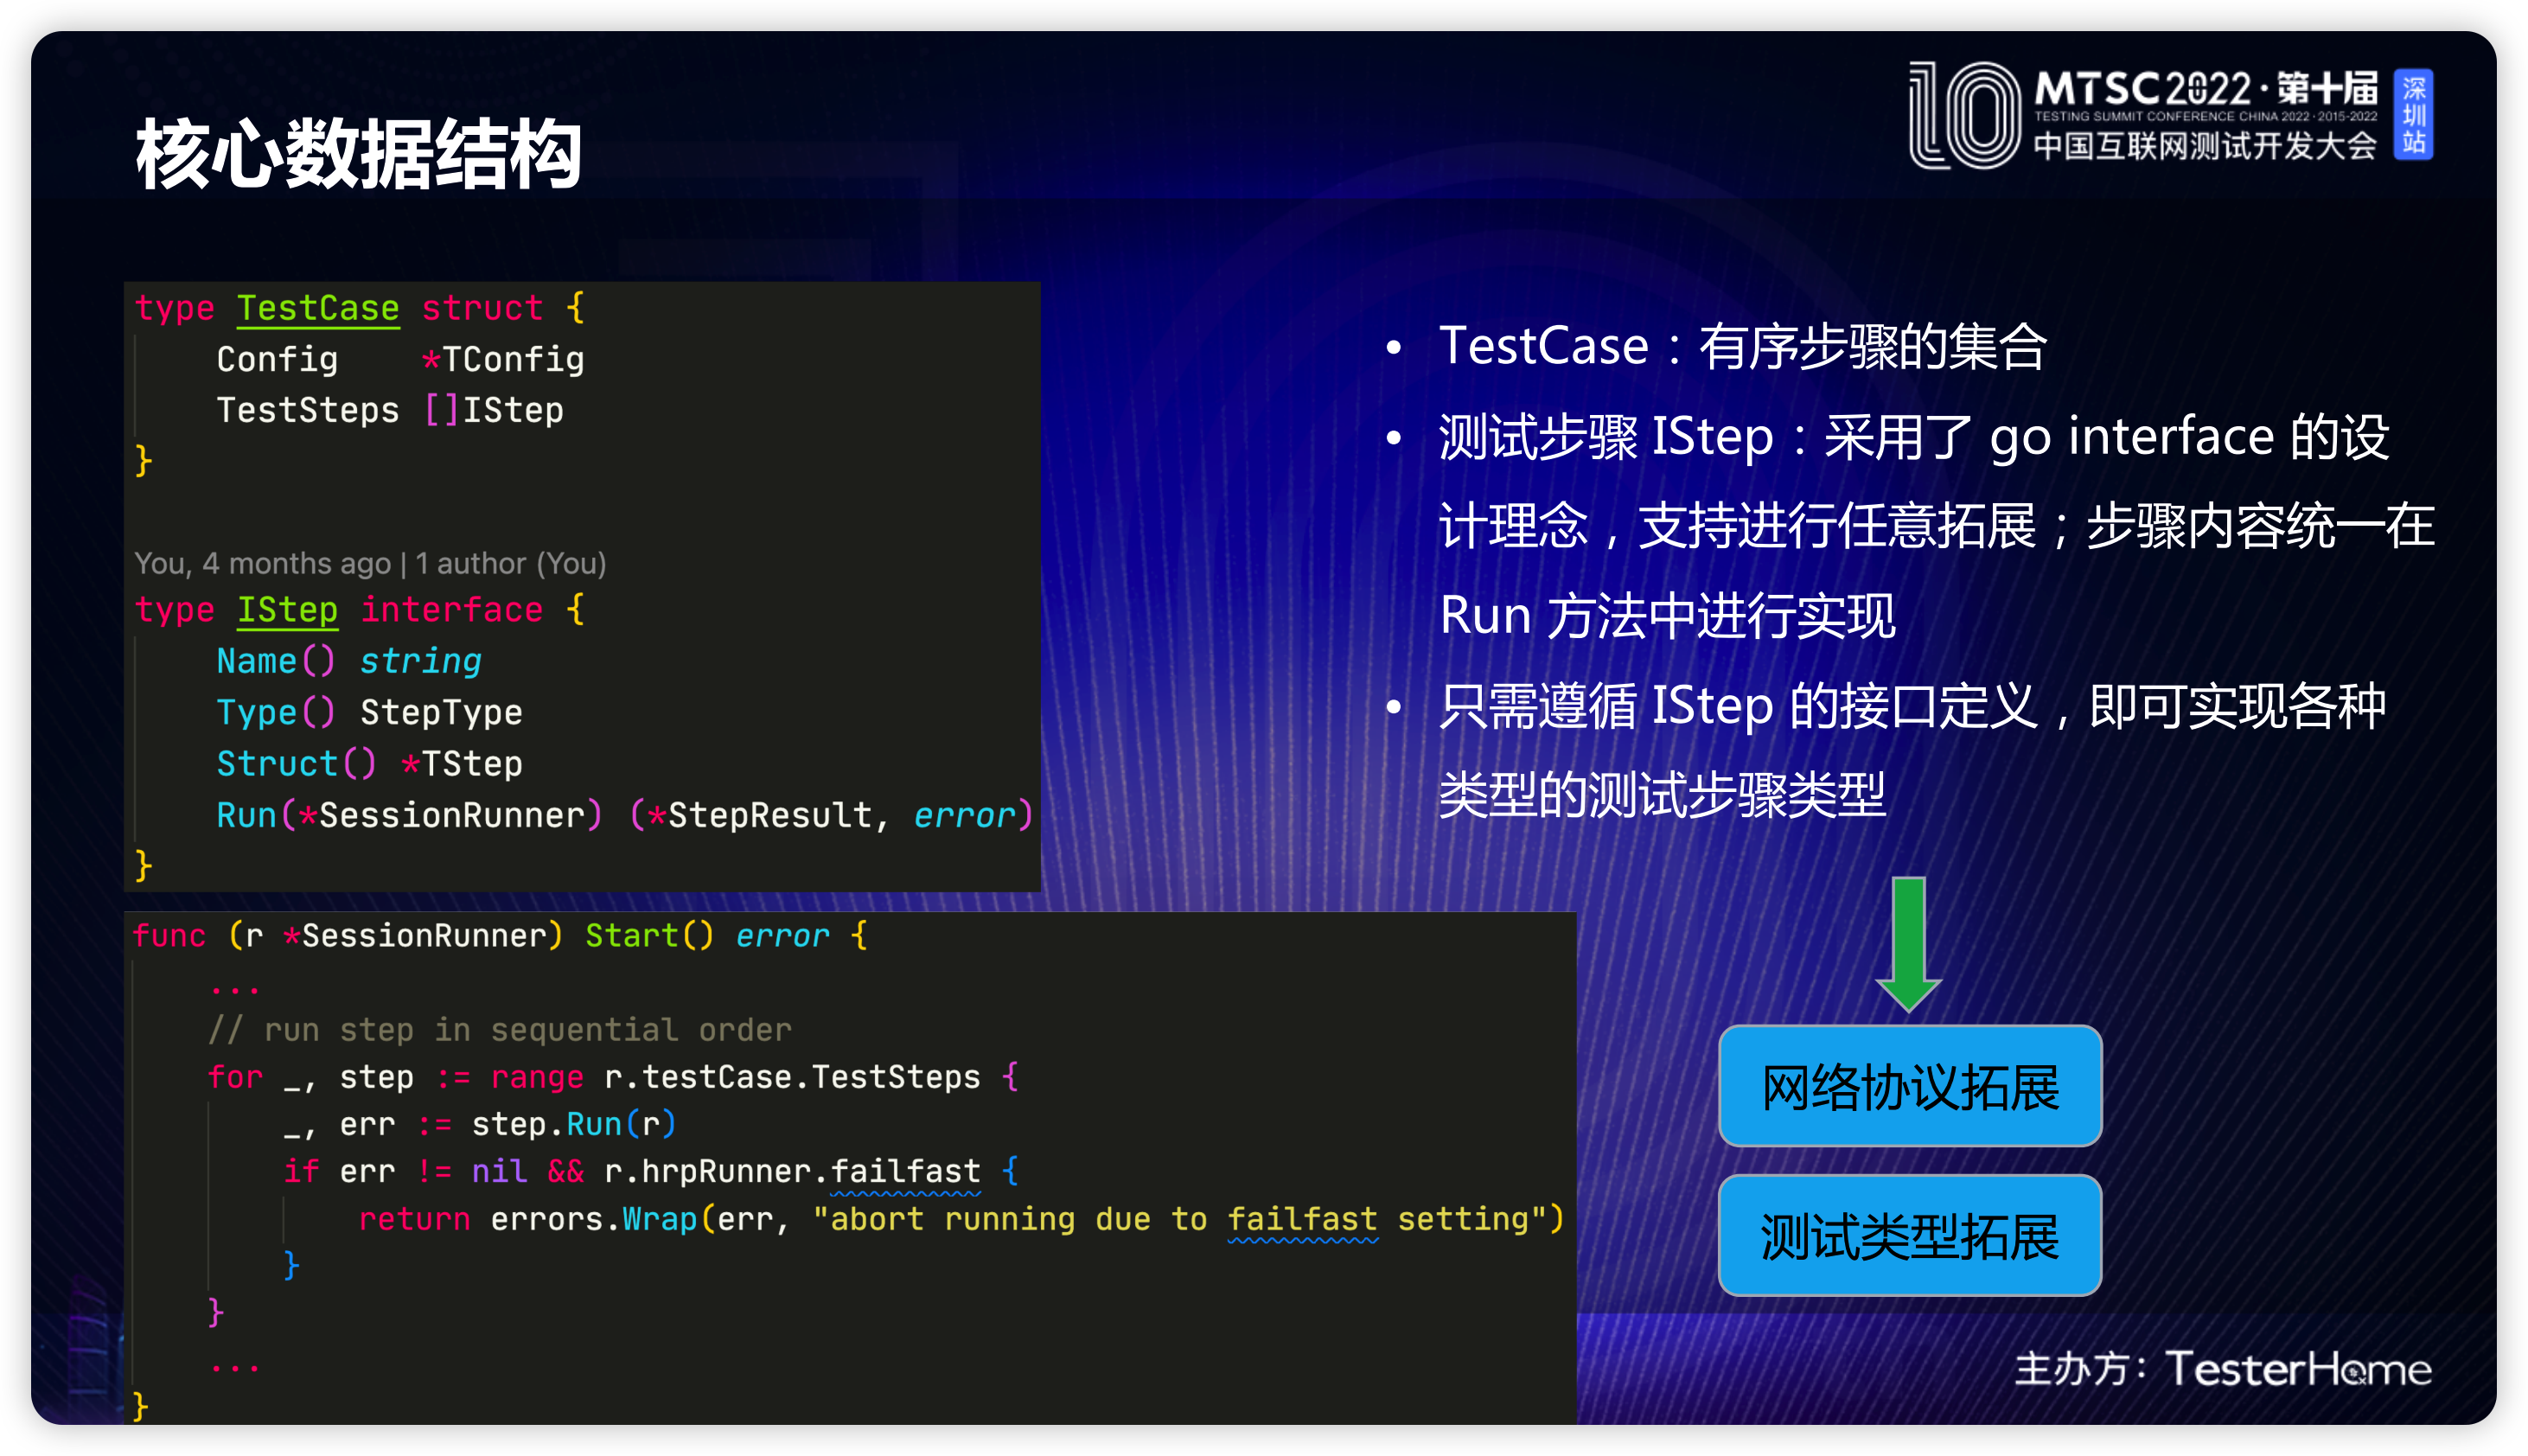 核心数据结构
10 MTSC2022·第十届
TESTING SUMMIT CONFERENCE CHINA 2022·2015-2022
中国互联网测试开发大会
深圳站
type TestCase struct {
    Config    *TConfig
    TestSteps []IStep
}
You, 4 months ago | 1 author (You)
type IStep interface {
    Name() string
    Type() StepType
    Struct() *TStep
    Run(*SessionRunner) (*StepResult, error)
}
func (r *SessionRunner) Start() error {
    ...
    // run step in sequential order
    for _, step := range r.testCase.TestSteps {
        _, err := step.Run(r)
        if err != nil && r.hrpRunner.failfast {
            return errors.Wrap(err, "abort running due to failfast setting")
        }
    }
    ...
}
• TestCase：有序步骤的集合
• 测试步骤 IStep：采用了 go interface 的设
计理念，支持进行任意拓展；步骤内容统一在
Run 方法中进行实现
• 只需遵循 IStep 的接口定义，即可实现各种
类型的测试步骤类型
网络协议拓展
测试类型拓展
主办方：TesterHome